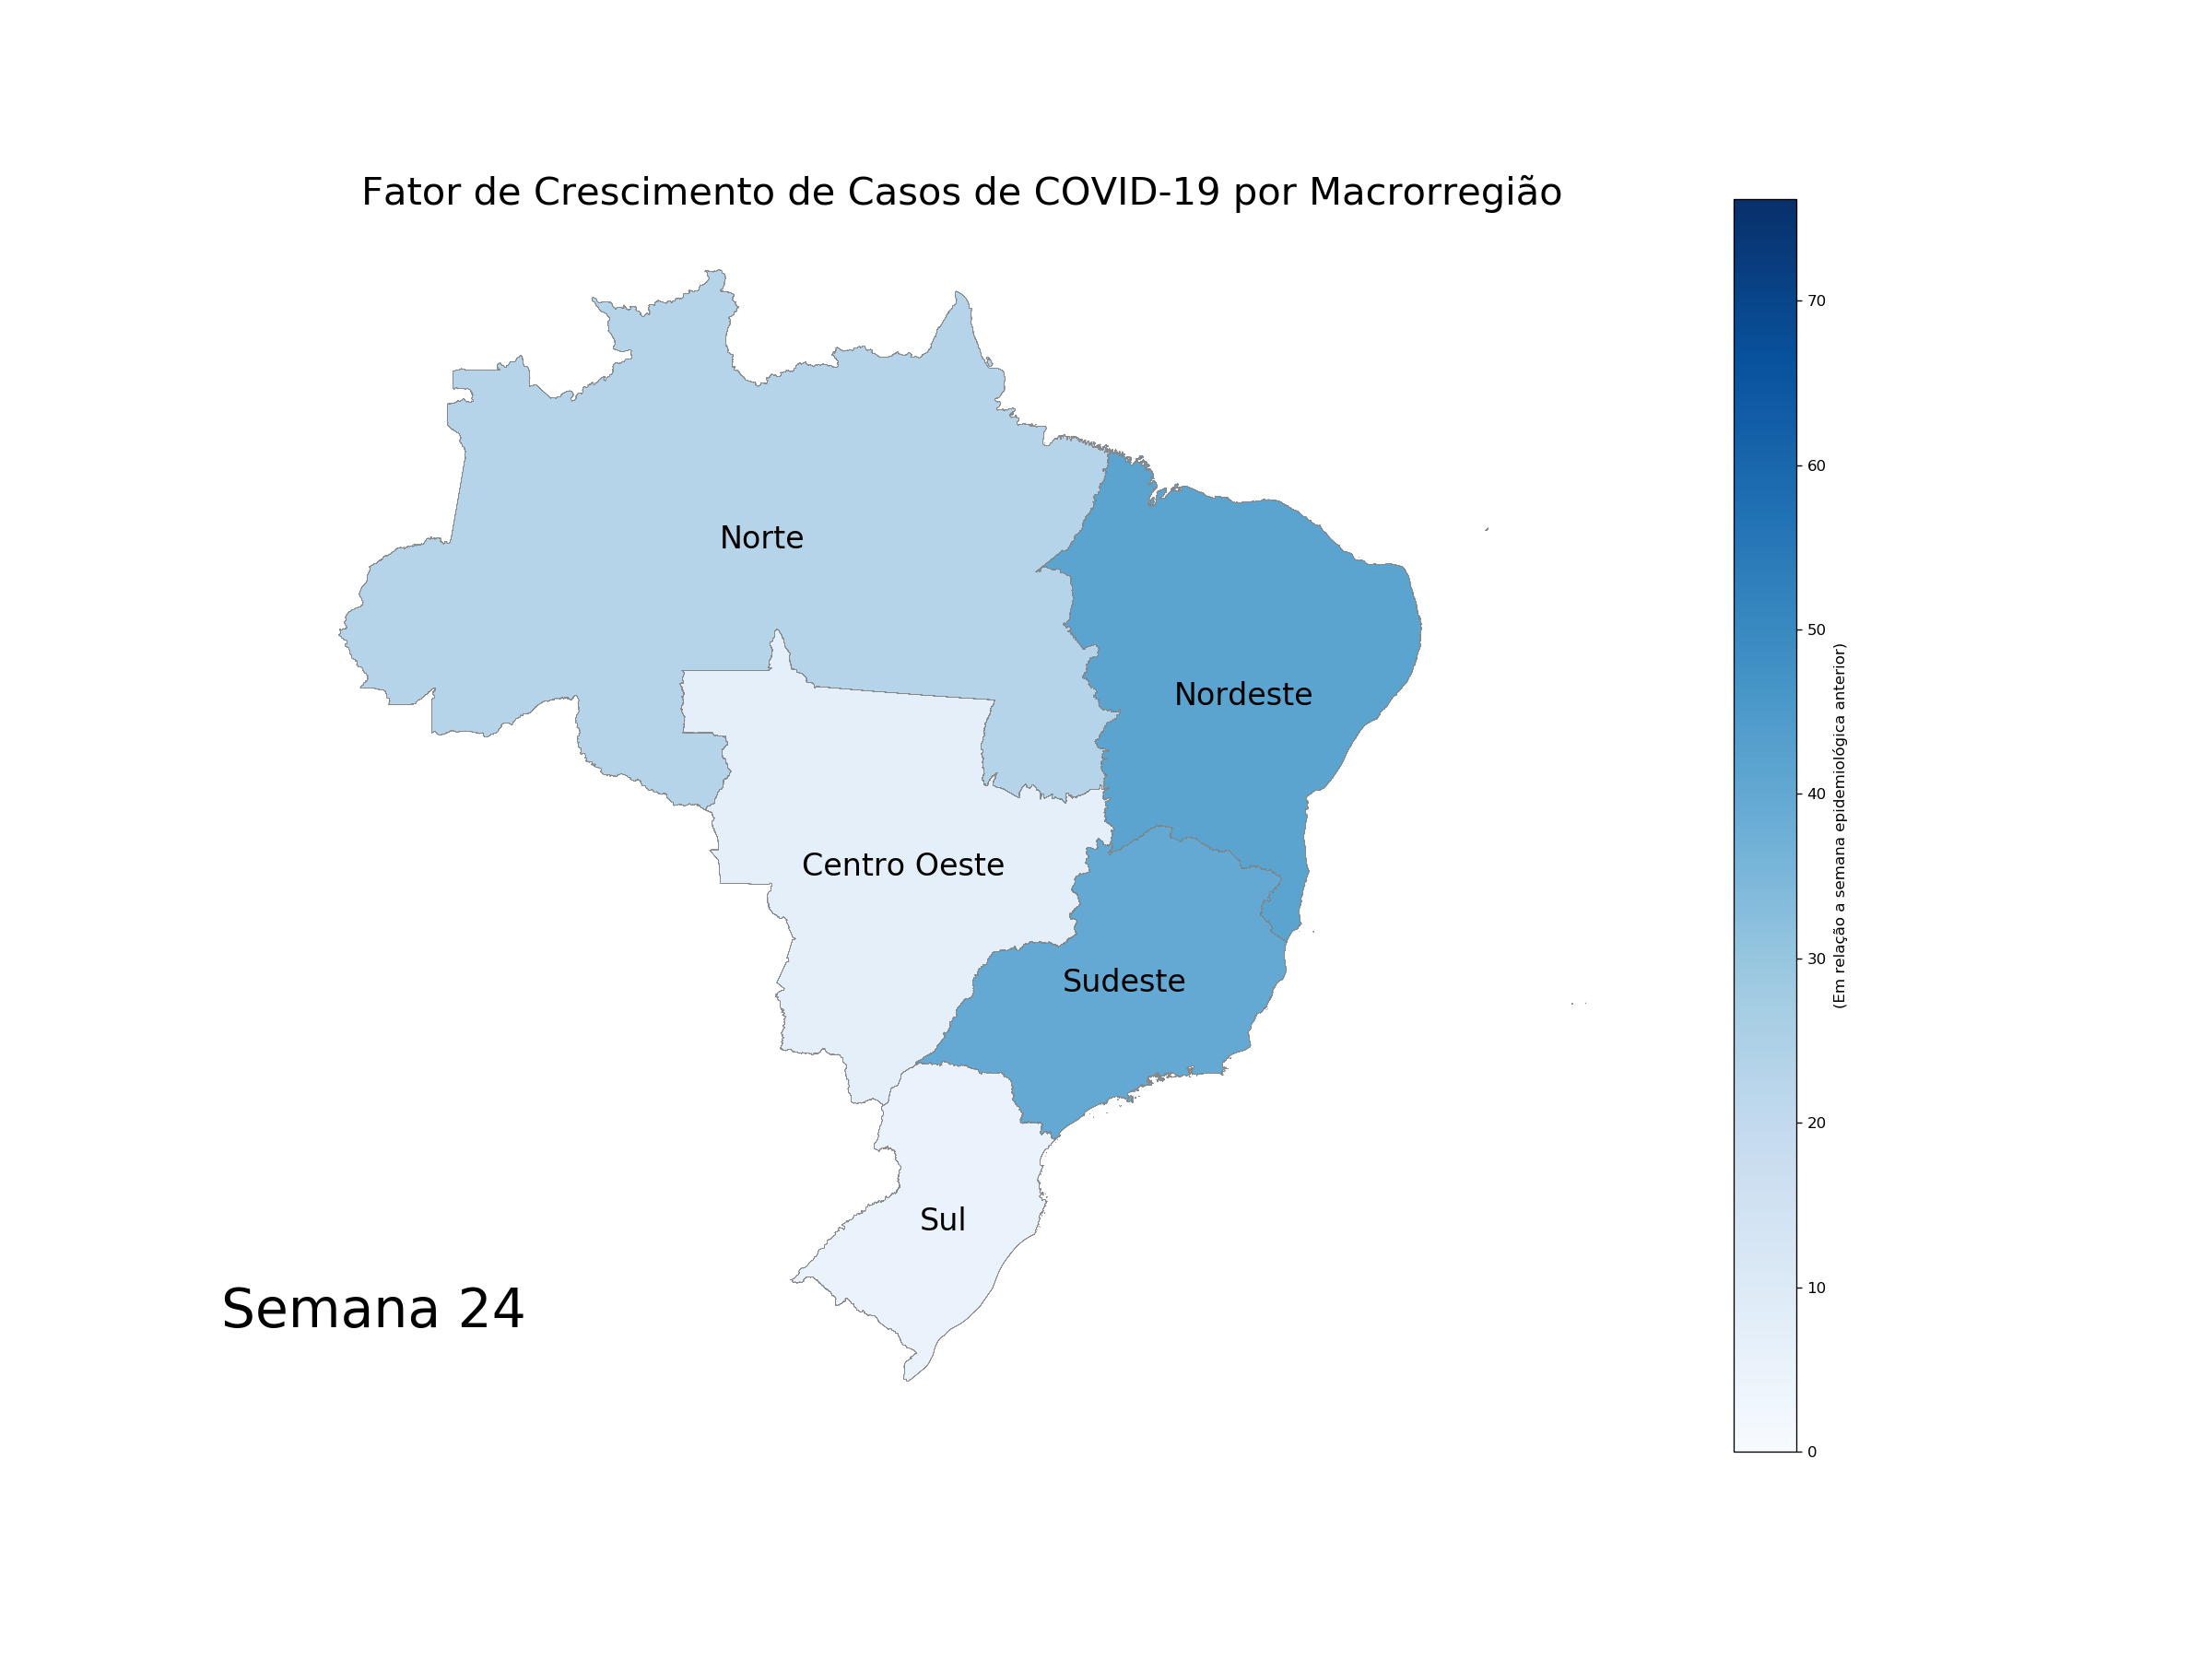 Fator de Crescimento de Casos de COVID-19 por Macrorregião
Norte
Nordeste
Centro Oeste
Sudeste
Sul
Semana 24
70
60
50
40
30
20
10
0
(Em relação a semana epidemiológica anterior)